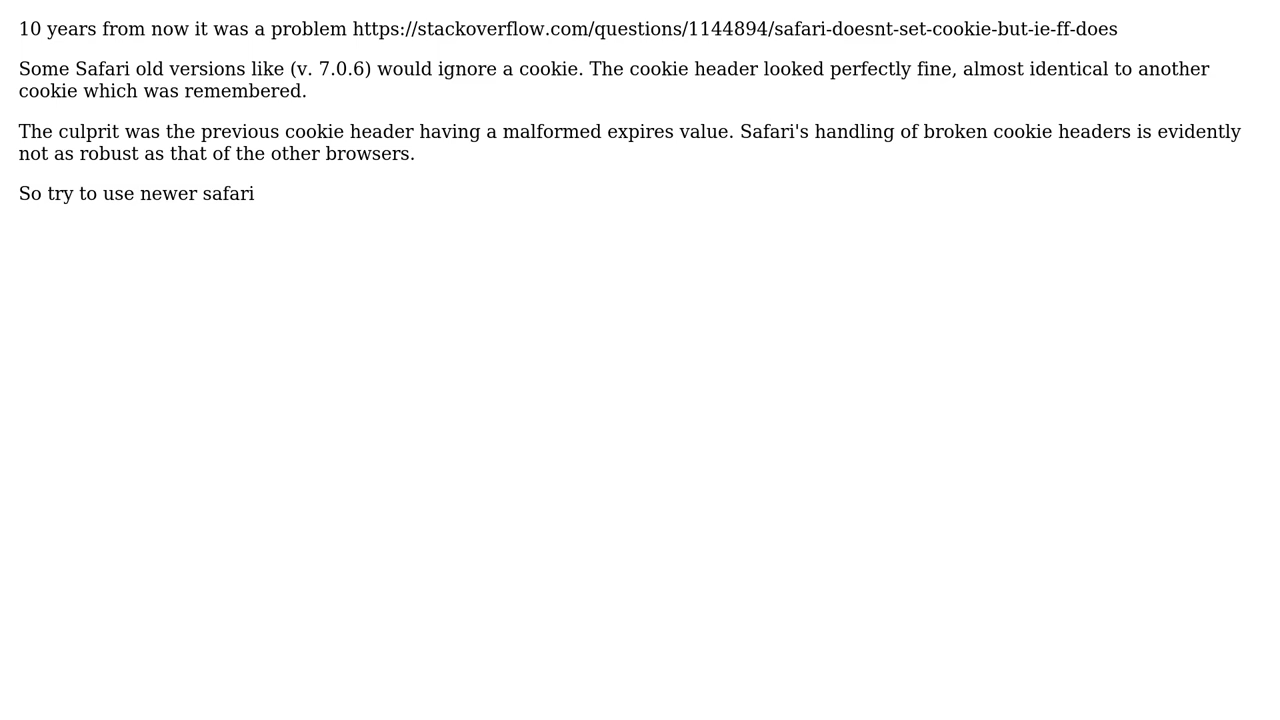 10 years from now it was a problem https://stackoverflow.com/questions/1144894/safari-doesnt-set-cookie-but-ie-ff-does
Some Safari old versions like (v. 7.0.6) would ignore a cookie. The cookie header looked perfectly fine, almost identical to another
cookie which was remembered.
The culprit was the previous cookie header having a malformed expires value. Safari's handling of broken cookie headers is evidently
not as robust as that of the other browsers.
So try to use newer safari